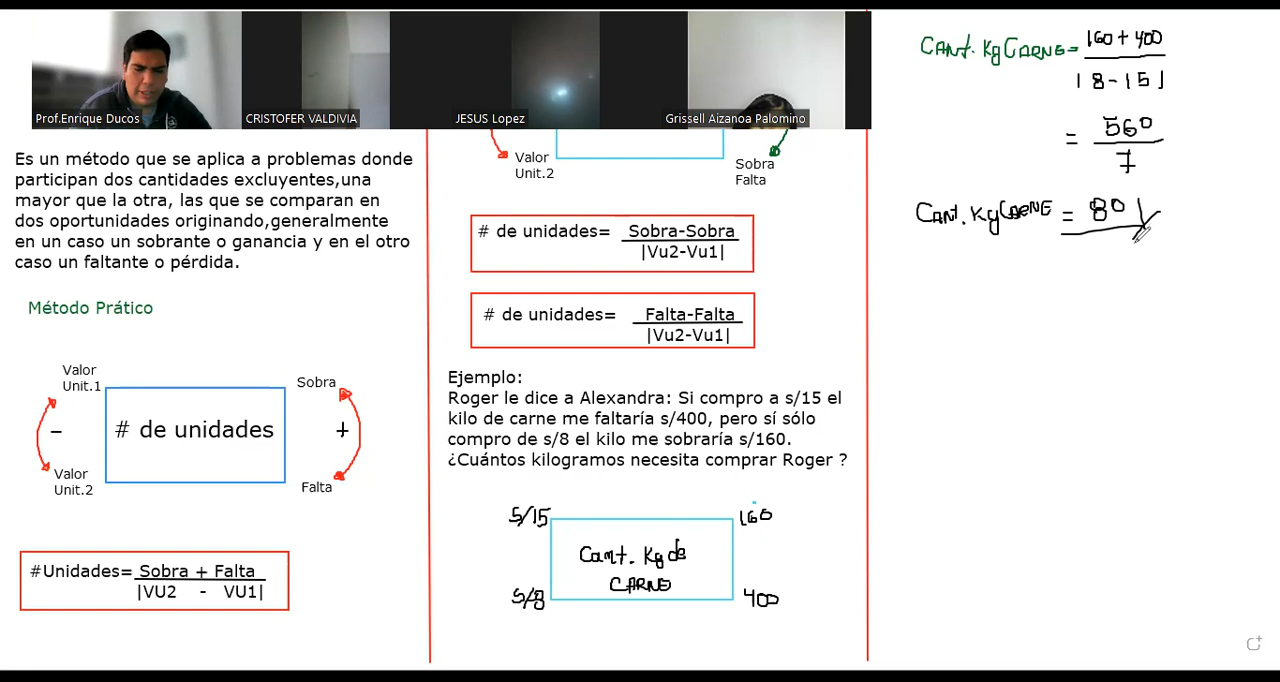 Prof.Enrique Ducos
CRISTOFER VALDIVIA
JESUS Lopez
Grissell Aizanoa Palomino
Es un método que se aplica a problemas donde
participan dos cantidades excluyentes,una
mayor que la otra, las que se comparan en
dos oportunidades originando,generalmente
en un caso un sobrante o ganancia y en el otro
caso un faltante o pérdida.
Método Prático
Valor
Unit.1
Sobra
−
# de unidades
+
Valor
Unit.2
Falta
#Unidades= Sobra + Falta
|VU2 - VU1|
Valor
Unit.2
Sobra
Falta
# de unidades= Sobra-Sobra
|Vu2-Vu1|
# de unidades= Falta-Falta
|Vu2-Vu1|
Ejemplo:
Roger le dice a Alexandra: Si compro a s/15 el
kilo de carne me faltaría s/400, pero sí sólo
compro de s/8 el kilo me sobraría s/160.
¿Cuántos kilogramos necesita comprar Roger ?
S/15
160
Cant. Kg de
CARNE
S/8
400
CANT. Kg CARNE= 160+400
|8-15|
= 560
7
CANT. Kg CARNE = 80